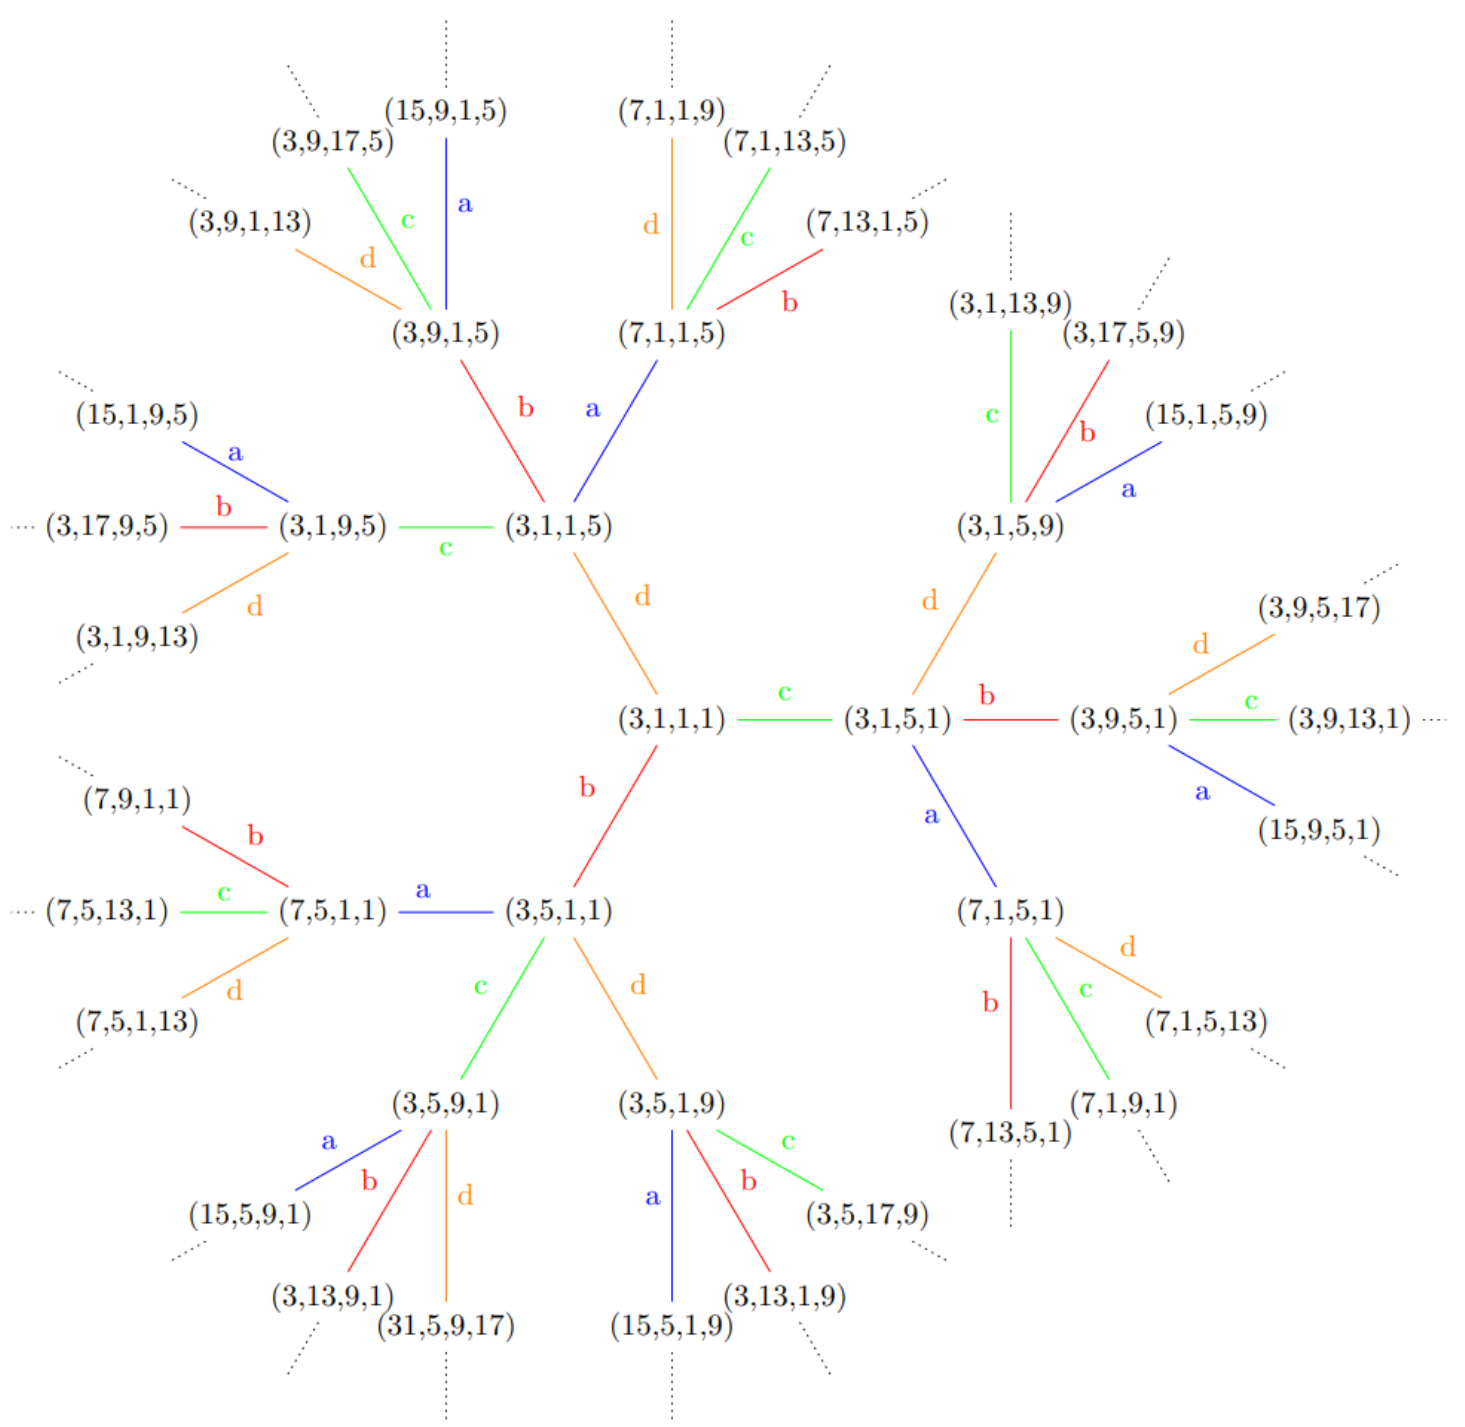 (15,9,1,5)
(7,1,1,9)
(3,9,17,5)
(7,1,13,5)
a
(3,9,1,13)
c
d
c
(7,13,1,5)
d
b
(3,1,13,9)
(3,9,1,5)
(7,1,1,5)
(3,17,5,9)
b
a
(15,1,9,5)
c
(15,1,5,9)
a
b
a
b
(3,17,9,5)
(3,1,9,5)
(3,1,1,5)
(3,1,5,9)
c
d
d
d
(3,9,5,17)
(3,1,9,13)
d
c
b
c
(3,1,1,1)
(3,1,5,1)
(3,9,5,1)
(3,9,13,1)
b
a
(7,9,1,1)
a
b
(15,9,5,1)
c
a
(7,5,13,1)
(7,5,1,1)
(3,5,1,1)
(7,1,5,1)
d
d
c
d
b
c
(7,5,1,13)
(7,1,5,13)
(3,5,9,1)
(3,5,1,9)
(7,1,9,1)
(7,13,5,1)
a
c
b
d
a
b
(15,5,9,1)
(3,5,17,9)
(3,13,9,1)
(3,13,1,9)
(31,5,9,17)
(15,5,1,9)